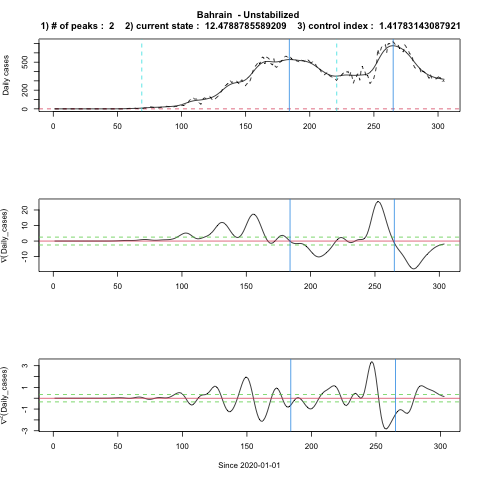 Bahrain - Unstabilized
1) # of peaks : 2 2) current state : 12.4788785589209 3) control index : 1.41783143087921
Daily cases
0 200 500
0 50 100 150 200 250 300
∇(Daily_cases)
-10 0 10 20
0 50 100 150 200 250 300
∇²(Daily_cases)
-3 -1 1 3
0 50 100 150 200 250 300
Since 2020-01-01